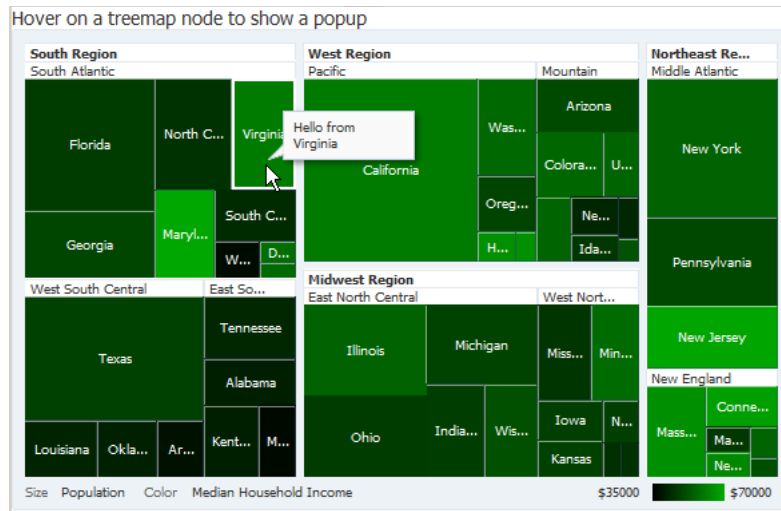 Hover on a treemap node to show a popup
South Region
South Atlantic
Florida
North C...
Virginia
Hello from
Virginia
Georgia
Maryl...
South C...
W...
D...
West South Central
East So...
Texas
Tennessee
Alabama
Louisiana
Okla...
Ar...
Kent...
M...
West Region
Pacific
Mountain
California
Was...
Oreg...
H...
Arizona
Colora...
U...
Ne...
Ida...
Midwest Region
East North Central
West Nort...
Illinois
Michigan
Ohio
India...
Wis...
Miss...
Min...
Iowa
N...
Kansas
Northeast Re...
Middle Atlantic
New York
Pennsylvania
New Jersey
New England
Mass...
Conne...
Ma...
Ne...
Size Population Color Median Household Income
$35000 $70000